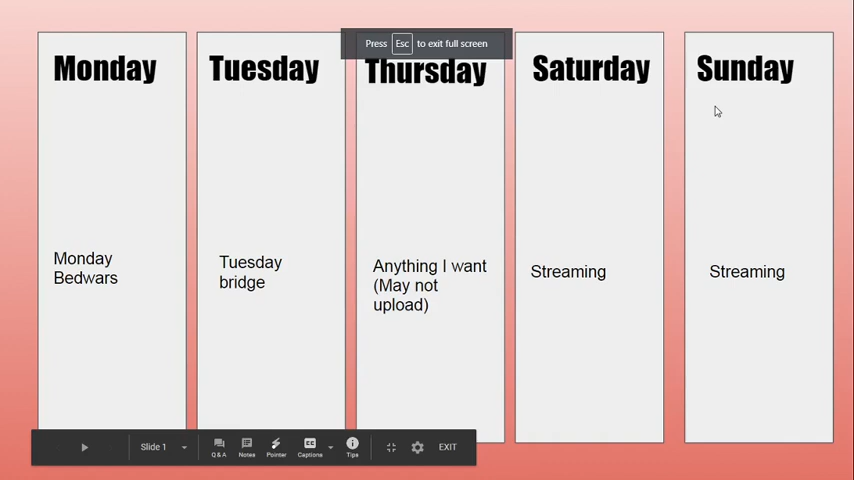 Press Esc to exit full screen
Monday
Tuesday
Thursday
Saturday
Sunday
Monday
Bedwars
Tuesday
bridge
Anything I want
(May not
upload)
Streaming
Streaming
Slide 1
Q & A
Notes
Pointer
Captions
Tips
EXIT